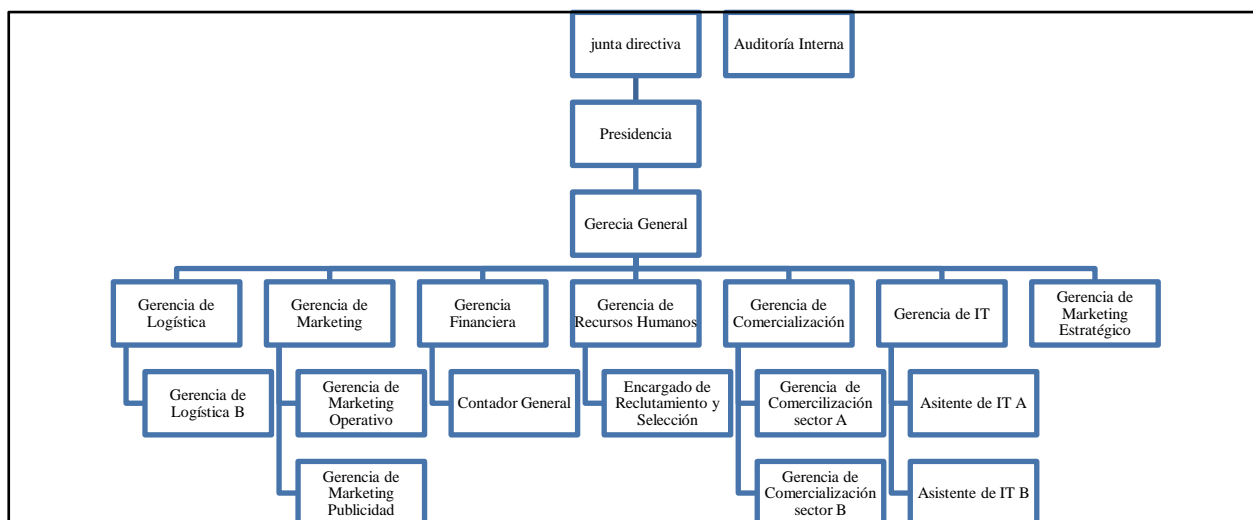 junta directiva
Auditoría Interna
Presidencia
Gerecia General
Gerencia de
Logística
Gerencia de
Marketing
Gerencia
Financiera
Gerencia de
Recursos Humanos
Gerencia de
Comercialización
Gerencia de IT
Gerencia de
Marketing
Estratégico
Gerencia de
Logística B
Gerencia de
Marketing
Operativo
Contador General
Encargado de
Reclutamiento y
Selección
Gerencia de
Comercilización
sector A
Asitente de IT A
Gerencia de
Marketing
Publicidad
Gerencia de
Comercialización
sector B
Asistente de IT B